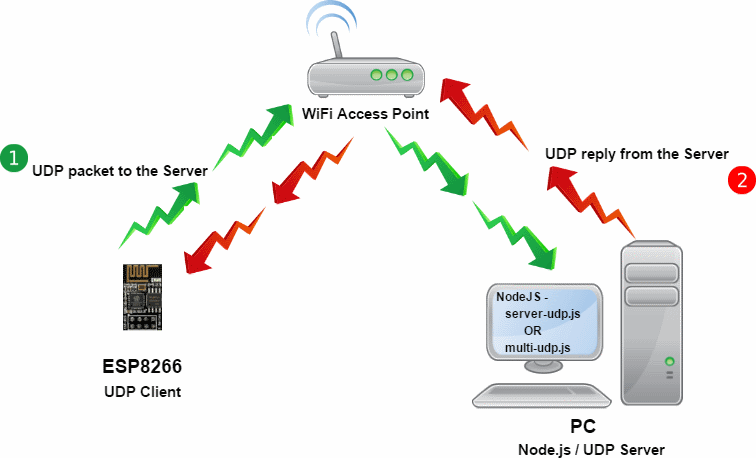 WiFi Access Point
1
UDP packet to the Server
UDP reply from the Server
2
NodeJS -
server-udp.js
OR
multi-udp.js
ESP8266
UDP Client
PC
Node.js / UDP Server